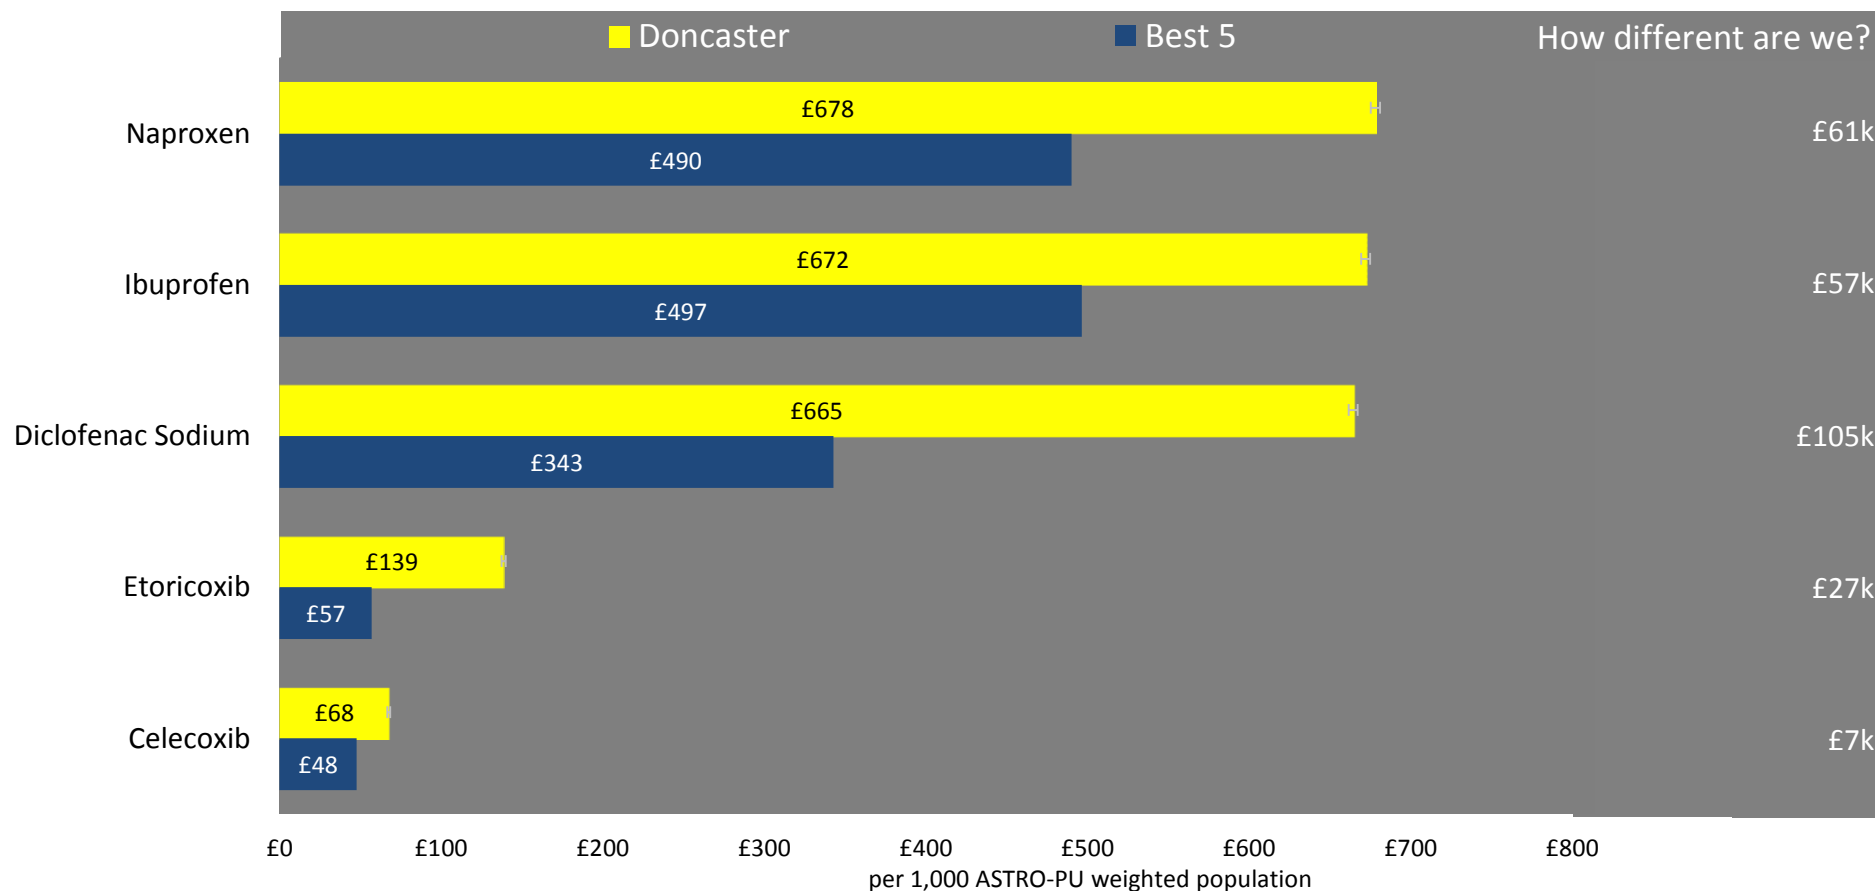 Doncaster Best 5 How different are we?
Naproxen £678 £61k
£490
Ibuprofen £672 £57k
£497
Diclofenac Sodium £665 £105k
£343
Etoricoxib £139 £27k
£57
Celecoxib £68 £7k
£48
£0 £100 £200 £300 £400 £500 £600 £700 £800
per 1,000 ASTRO-PU weighted population